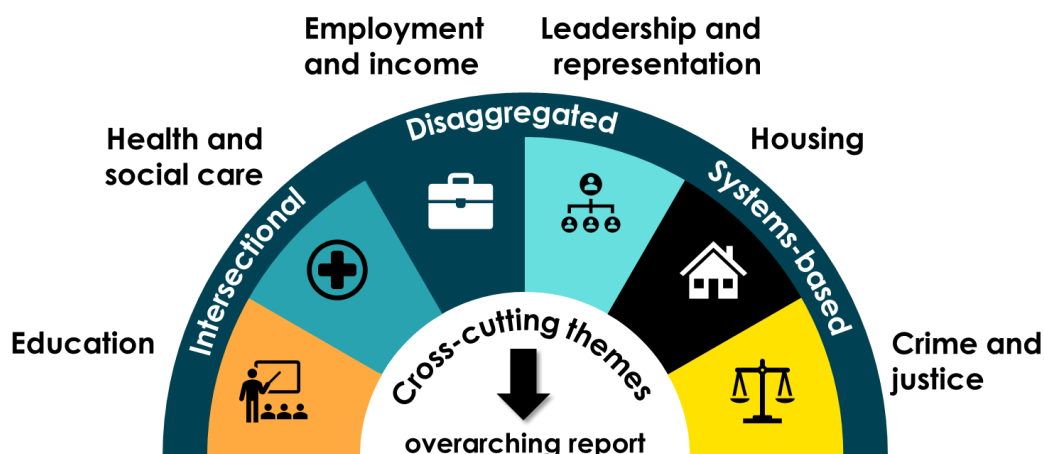 Employment
and income
Leadership and
representation
Disaggregated
Health and
social care
Housing
Intersectional
Systems-based
Education
Cross-cutting themes
Crime and
justice
overarching report